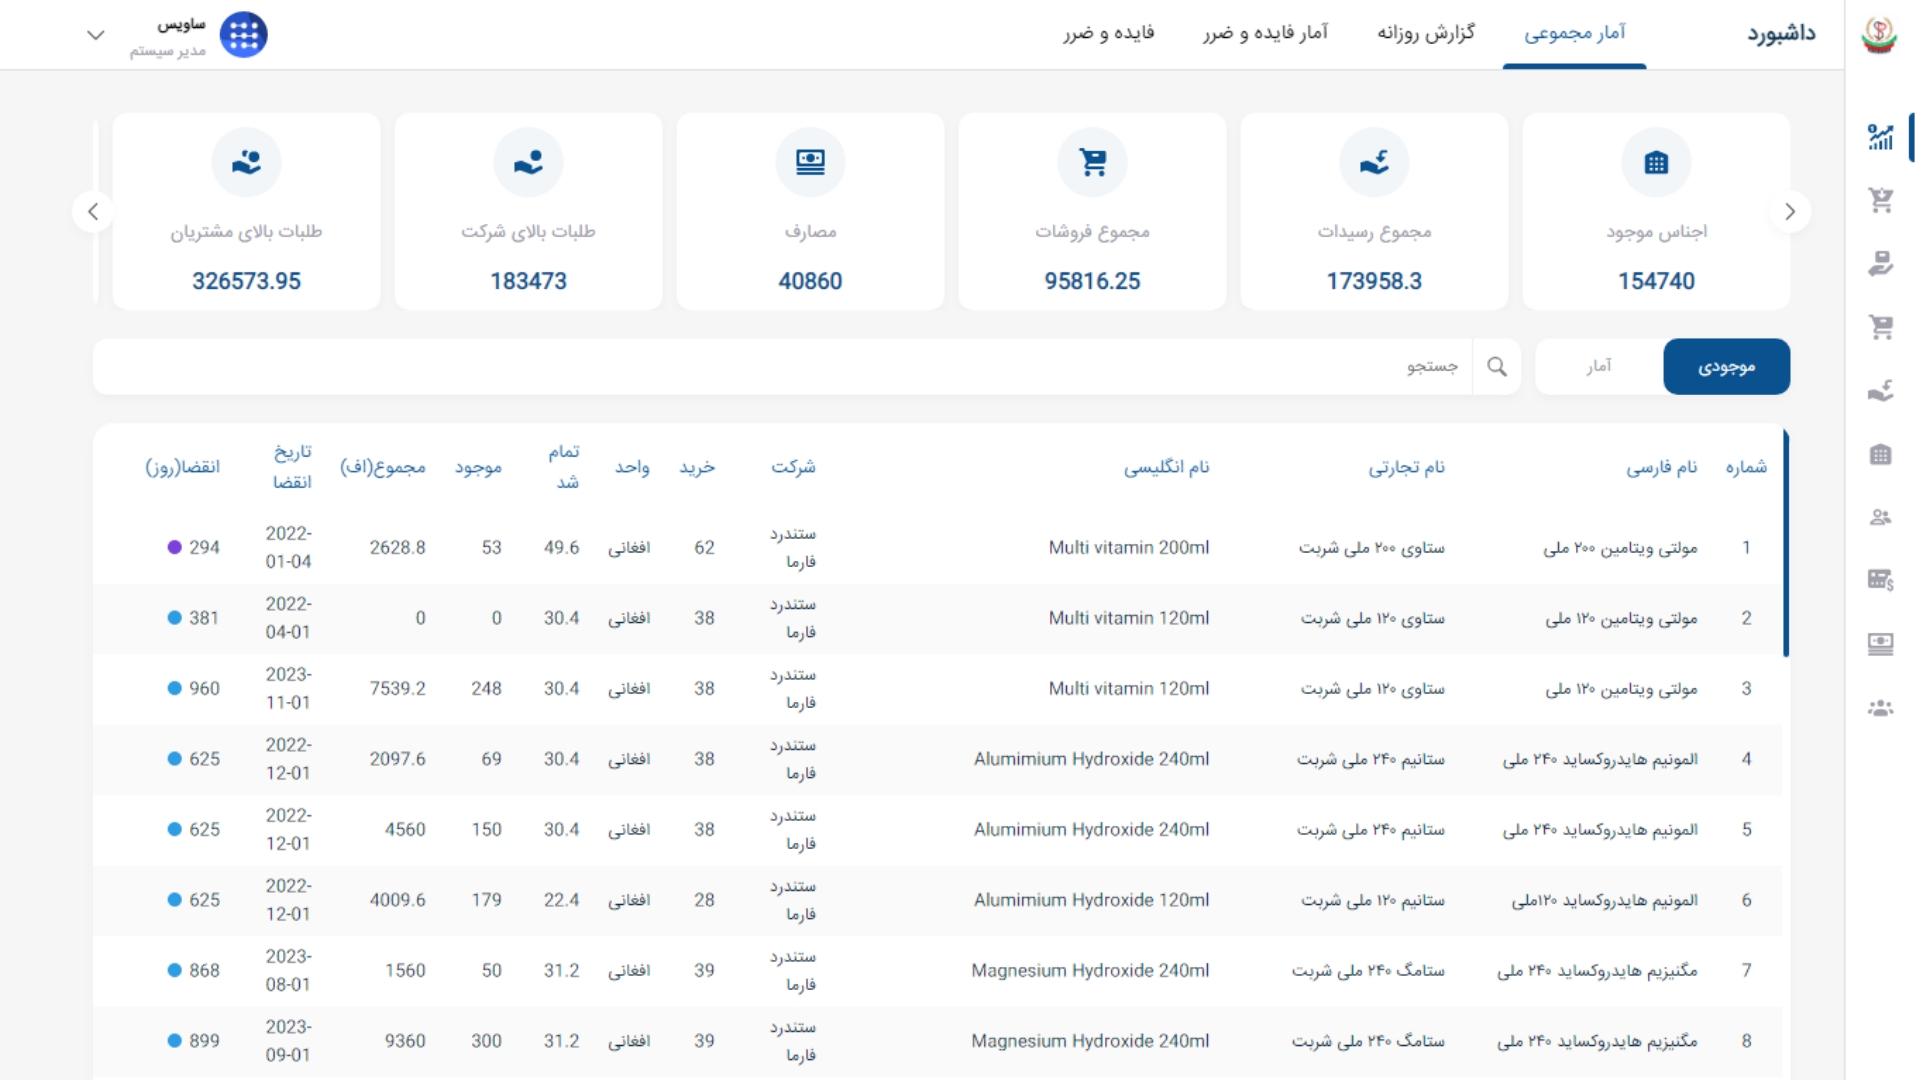 داشبورد
آمار مجموعی
گزارش روزانه
آمار فایده و ضرر
فایده و ضرر
ساویس
مدیر سیستم
اجناس موجود
154740
مجموع رسیدات
173958.3
مجموع فروشات
95816.25
مصارف
40860
طلبات بالای شرکت
183473
طلبات بالای مشتریان
326573.95
موجودی
آمار
جستجو
شماره نام فارسی نام تجارتی نام انگلیسی شرکت خرید واحد تمام شد موجود مجموع(اف) تاریخ انقضا انقضا(روز)
1 مولتی ویتامین ۲۰۰ ملی ستاوی ۲۰۰ ملی شربت Multi vitamin 200ml ستندرد فارما 62 افغانی 49.6 53 2628.8 2022-01-04 294
2 مولتی ویتامین ۱۲۰ ملی ستاوی ۱۲۰ ملی شربت Multi vitamin 120ml ستندرد فارما 38 افغانی 30.4 0 0 2022-04-01 381
3 مولتی ویتامین ۱۲۰ ملی ستاوی ۱۲۰ ملی شربت Multi vitamin 120ml ستندرد فارما 38 افغانی 30.4 248 7539.2 2023-11-01 960
4 المونیم هایدروکساید ۲۴۰ ملی ستانیم ۲۴۰ ملی شربت Alumimium Hydroxide 240ml ستندرد فارما 38 افغانی 30.4 69 2097.6 2022-12-01 625
5 المونیم هایدروکساید ۲۴۰ ملی ستانیم ۲۴۰ ملی شربت Alumimium Hydroxide 240ml ستندرد فارما 38 افغانی 30.4 150 4560 2022-12-01 625
6 المونیم هایدروکساید ۱۲۰ملی ستانیم ۱۲۰ ملی شربت Alumimium Hydroxide 120ml ستندرد فارما 28 افغانی 22.4 179 4009.6 2022-12-01 625
7 مگنیزیم هایدروکساید ۲۴۰ ملی ستامگ ۲۴۰ ملی شربت Magnesium Hydroxide 240ml ستندرد فارما 39 افغانی 31.2 50 1560 2023-08-01 868
8 مگنیزیم هایدروکساید ۲۴۰ ملی ستامگ ۲۴۰ ملی شربت Magnesium Hydroxide 240ml ستندرد فارما 39 افغانی 31.2 300 9360 2023-09-01 899